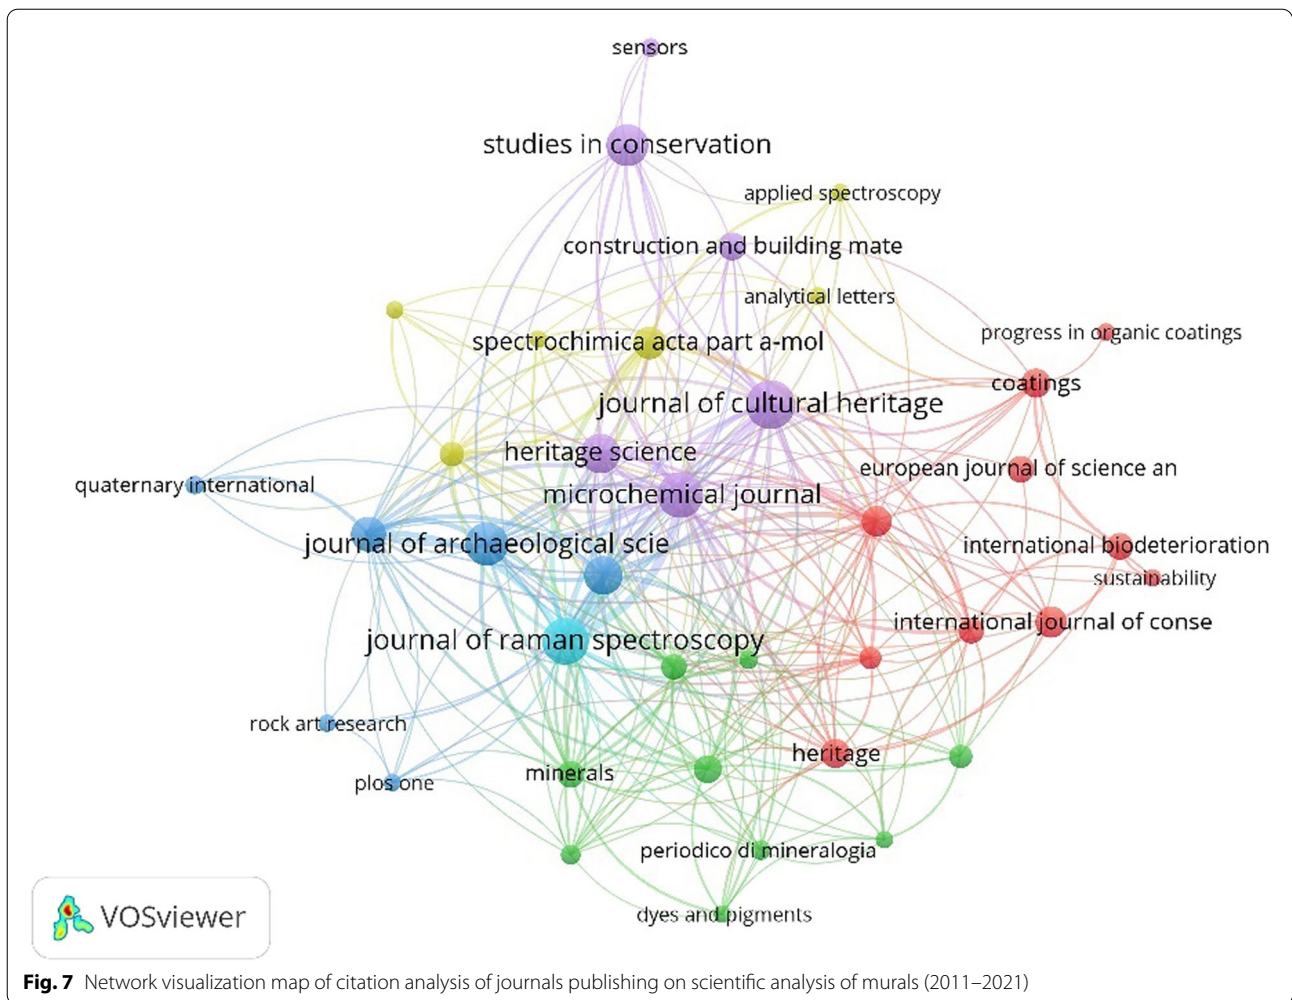 sensors
studies in conservation
applied spectroscopy
construction and building mate
analytical letters
progress in organic coatings
spectrochimica acta part a-mol
coatings
journal of cultural heritage
heritage science
european journal of science an
quaternary international
microchemical journal
journal of archaeological scie
international biodeterioration
sustainability
international journal of conse
journal of raman spectroscopy
rock art research
heritage
minerals
plos one
periodico di mineralogia
dyes and pigments
VOSviewer
Fig. 7 Network visualization map of citation analysis of journals publishing on scientific analysis of murals (2011–2021)